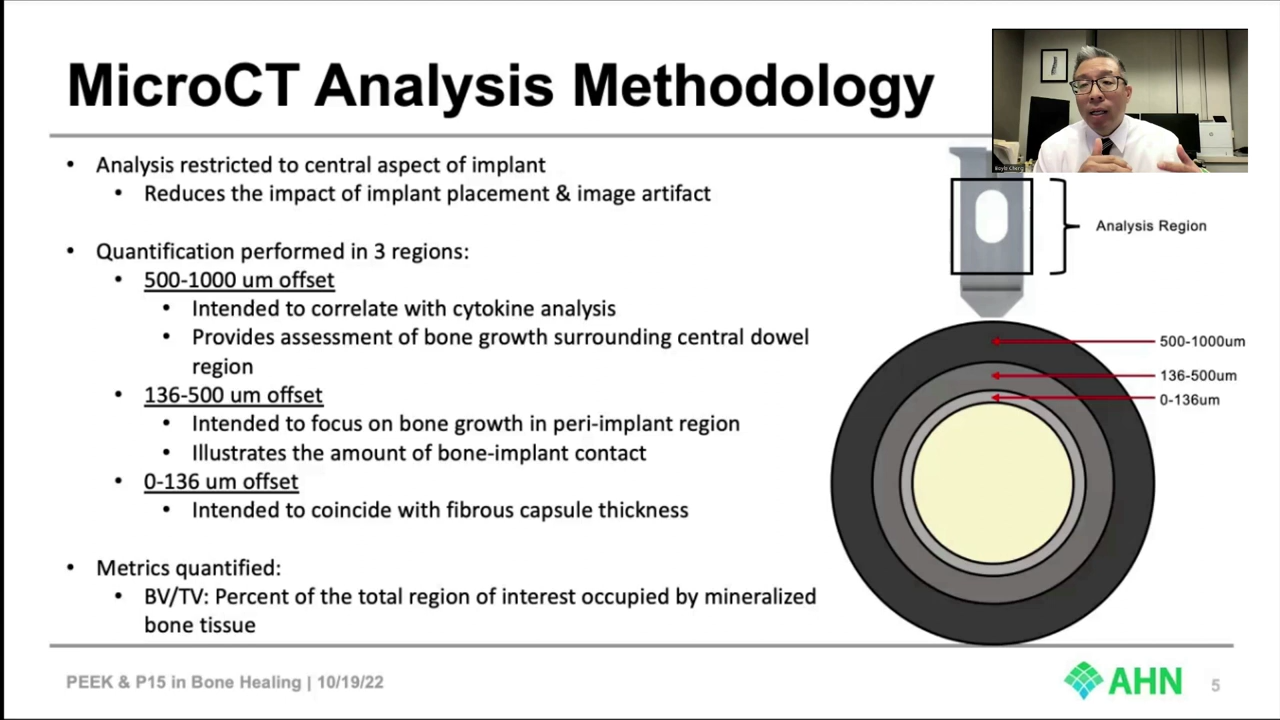 MicroCT Analysis Methodology
• Analysis restricted to central aspect of implant
• Reduces the impact of implant placement & image artifact
• Quantification performed in 3 regions:
• 500-1000 um offset
• Intended to correlate with cytokine analysis
• Provides assessment of bone growth surrounding central dowel
region
• 136-500 um offset
• Intended to focus on bone growth in peri-implant region
• Illustrates the amount of bone-implant contact
• 0-136 um offset
• Intended to coincide with fibrous capsule thickness
• Metrics quantified:
• BV/TV: Percent of the total region of interest occupied by mineralized
bone tissue
Boyle Cheng
Analysis Region
500-1000um
136-500um
0-136um
PEEK & P15 in Bone Healing | 10/19/22
AHN
5